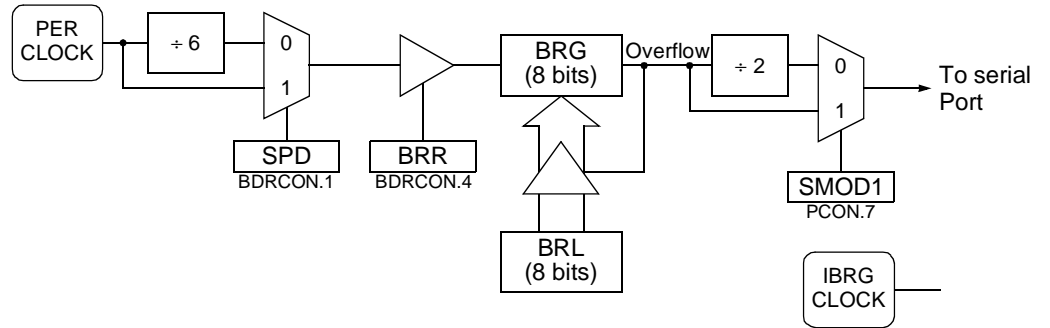 PER
CLOCK
÷ 6
0
1
SPD
BDRCON.1
BRR
BDRCON.4
BRG
(8 bits)
Overflow
÷ 2
0
1
To serial
Port
SMOD1
PCON.7
BRL
(8 bits)
IBRG
CLOCK